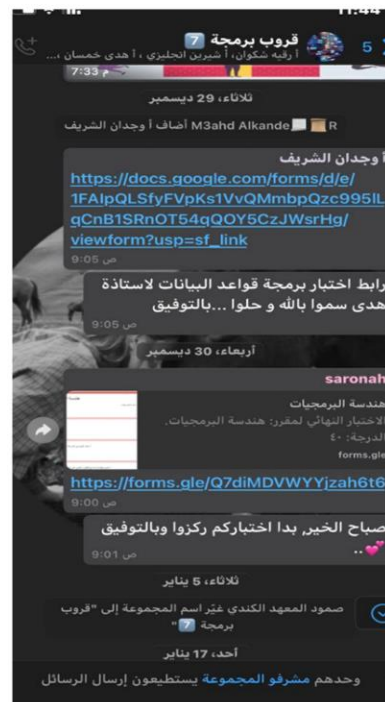 11:44
قروب برمجة 7
5
أ رقيه شكوان، أ شيرين انجليزي ، أ هدى خمسان ،...
7:33 م
ثلاثاء، 29 ديسمبر
M3ahd Alkande R أضاف أ وجدان الشريف
أ وجدان الشريف
https://docs.google.com/forms/d/e/
1FAIpQLSfyFVpKs1VvQMmbpQzc995IL
qCnB1SRnOT54qQOY5CzJWsrHg/
viewform?usp=sf_link
9:05 ص
رابط اختبار برمجة قواعد البيانات لاستاذة
هدى سموا بالله و حلوا ...بالتوفيق
9:05 ص
أربعاء، 30 ديسمبر
saronah
هندسة البرمجيات
الاختبار النهائي لمقرر: هندسة البرمجيات.
الدرجة: ٤٠
forms.gle
https://forms.gle/Q7diMDVWYYjzah6t6
9:00 ص
صباح الخير, بدا اختباركم ركزوا وبالتوفيق
..💕
9:01 ص
ثلاثاء، 5 يناير
صمود المعهد الكندي غيّر اسم المجموعة إلى "قروب
برمجة 7"
أحد، 17 يناير
وحدهم مشرفو المجموعة يستطيعون إرسال الرسائل